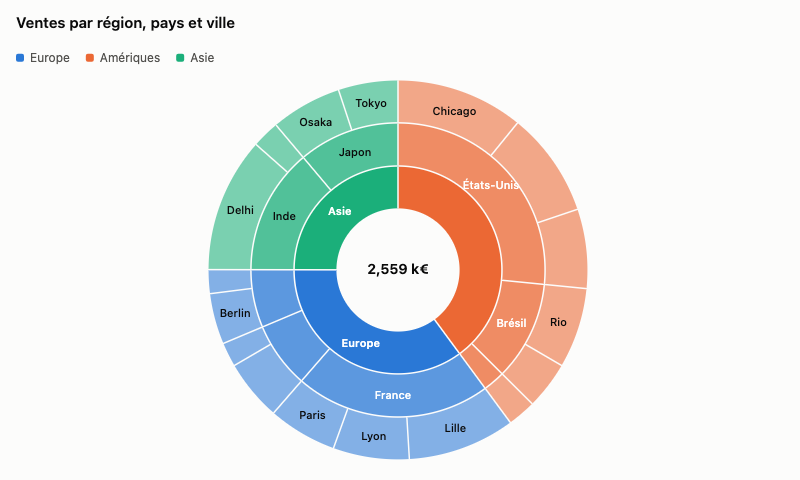 Ventes par région, pays et ville
Europe
Amériques
Asie
Tokyo
Chicago
Osaka
Japon
États-Unis
Delhi
Inde
Asie
2,559 k€
Berlin
Brésil
Rio
Europe
France
Paris
Lyon
Lille